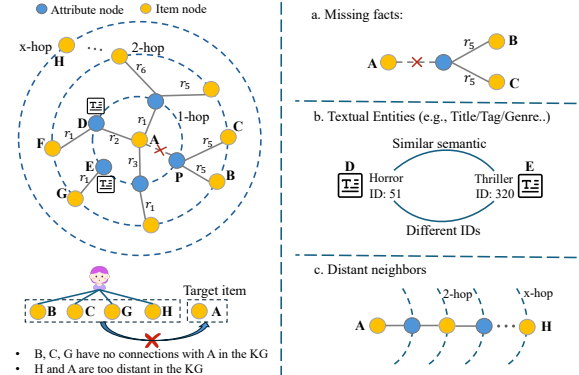 Attribute node
Item node
x-hop
H
...
2-hop
r6
r5
D
r1
1-hop
C
F
r1
r2
A
r5
E
r3
P
r5
B
G
r1
r1
Target item
B
C
G
H
A
• B, C, G have no connections with A in the KG
• H and A are too distant in the KG
a. Missing facts:
r5
B
A
r5
C
b. Textual Entities (e.g., Title/Tag/Genre..)
Similar semantic
D
E
Horror
Thriller
ID: 51
ID: 320
Different IDs
c. Distant neighbors
2-hop
x-hop
A
...
H